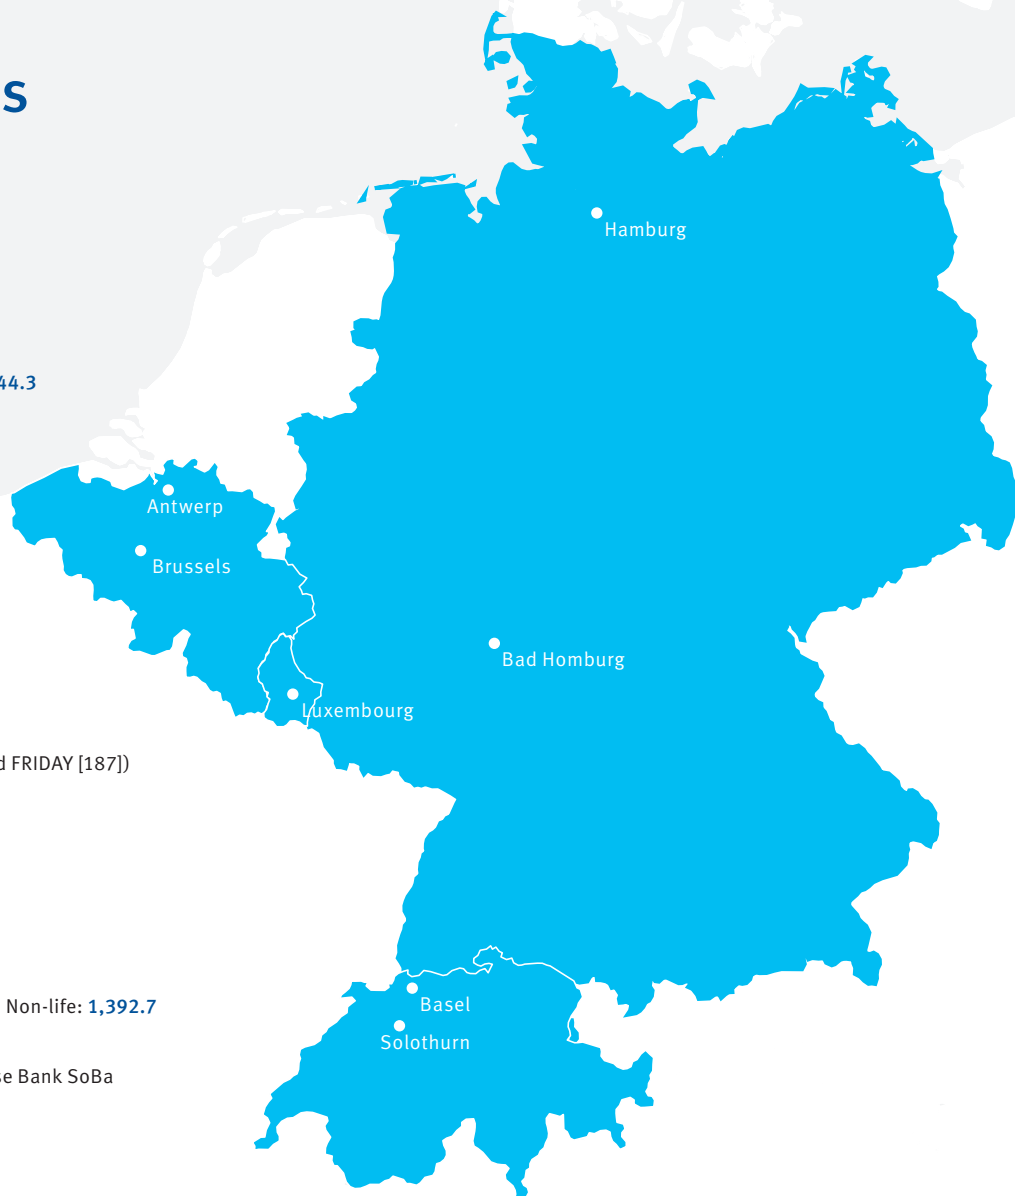 s
Hamburg
44.3
Antwerp
Brussels
Bad Homburg
Luxembourg
d FRIDAY [187])
Non-life: 1,392.7
Basel
Solothurn
se Bank SoBa